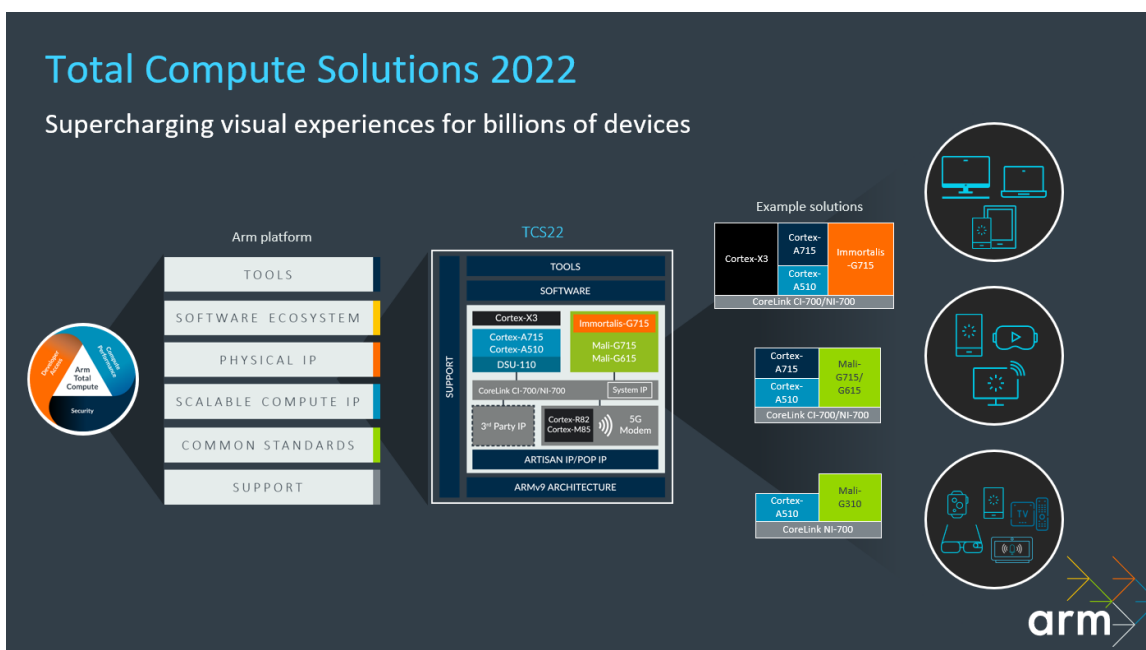 Total Compute Solutions 2022
Supercharging visual experiences for billions of devices
Arm platform
TOOLS
SOFTWARE ECOSYSTEM
PHYSICAL IP
SCALABLE COMPUTE IP
COMMON STANDARDS
SUPPORT
Developer
Access
Compute
Performance
Arm
Total
Compute
Security
TCS22
SUPPORT
TOOLS
SOFTWARE
Cortex-X3
Cortex-A715
Cortex-A510
DSU-110
Immortalis-G715
Mali-G715
Mali-G615
CoreLink CI-700/NI-700
System IP
3rd Party IP
Cortex-R82
Cortex-M85
5G
Modem
ARTISAN IP/POP IP
ARMv9 ARCHITECTURE
Example solutions
Cortex-X3
Cortex-
A715
Cortex-
A510
Immortalis
-G715
CoreLink CI-700/NI-700
Cortex-
A715
Cortex-
A510
Mali-
G715/
G615
CoreLink CI-700/NI-700
Cortex-
A510
Mali-
G310
CoreLink NI-700
TV
arm